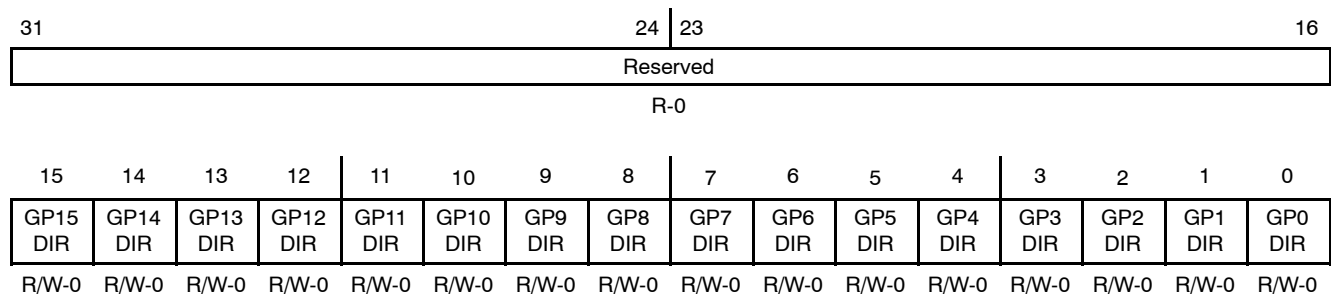 31 24 23 16
Reserved
R-0
15 14 13 12 11 10 9 8 7 6 5 4 3 2 1 0
GP15 GP14 GP13 GP12 GP11 GP10 GP9 GP8 GP7 GP6 GP5 GP4 GP3 GP2 GP1 GP0
DIR DIR DIR DIR DIR DIR DIR DIR DIR DIR DIR DIR DIR DIR DIR DIR
R/W-0 R/W-0 R/W-0 R/W-0 R/W-0 R/W-0 R/W-0 R/W-0 R/W-0 R/W-0 R/W-0 R/W-0 R/W-0 R/W-0 R/W-0 R/W-0